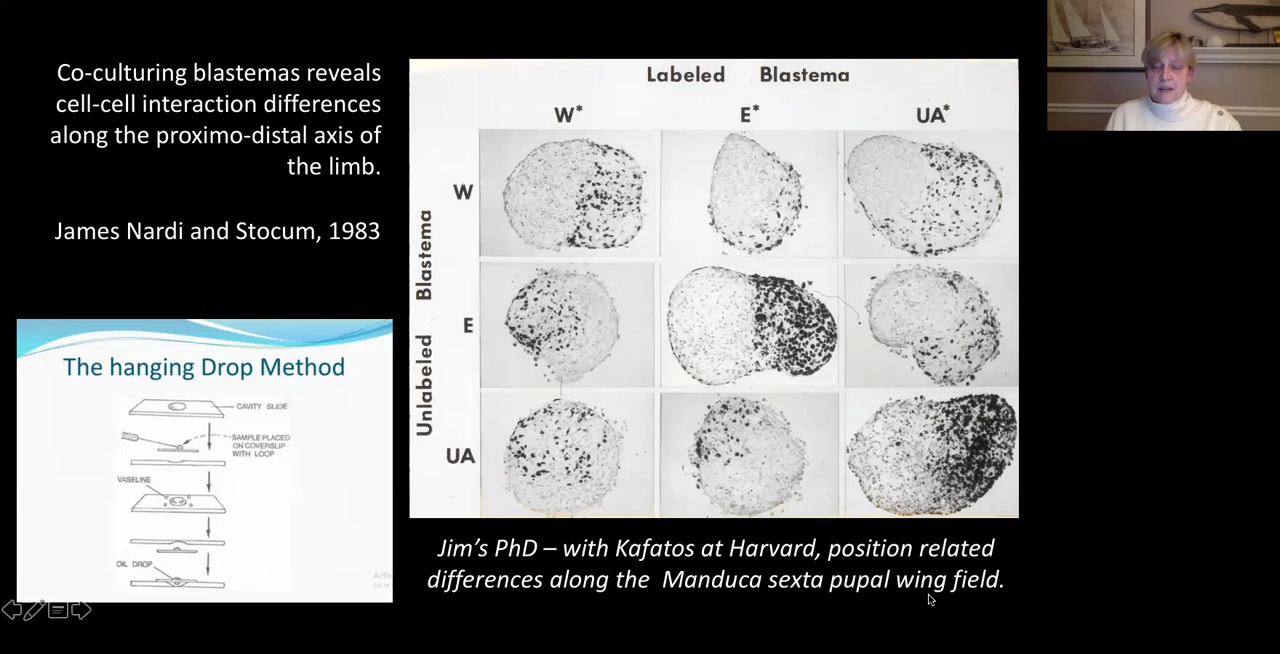 Co-culturing blastemas reveals
cell-cell interaction differences
along the proximo-distal axis of
the limb.
James Nardi and Stocum, 1983
The hanging Drop Method
CAVITY SLIDE
SAMPLE PLACED
ON COVERSLIP
WITH LOOP
VASELINE
OIL DROP
Labeled Blastema
W* E* UA*
Unlabeled Blastema
W
E
UA
Jim's PhD – with Kafatos at Harvard, position related
differences along the Manduca sexta pupal wing field.